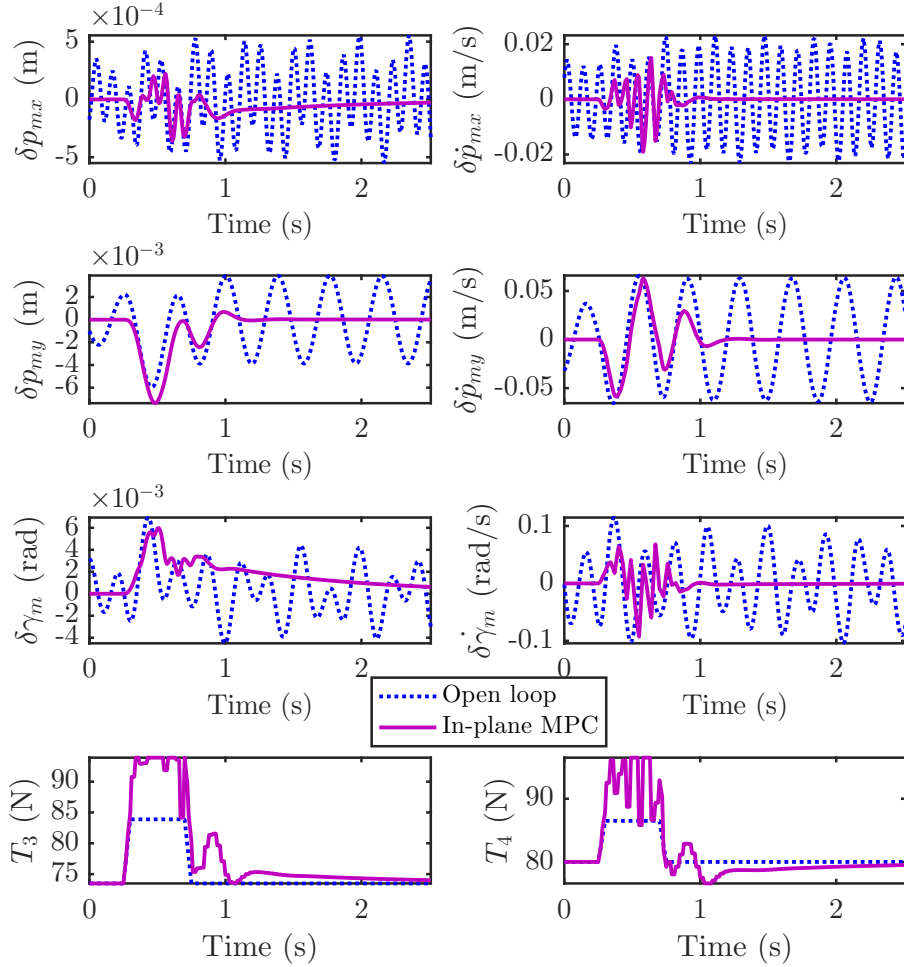 ×10⁻⁴
5
0
-5
δp_mx (m)
0 1 2
Time (s)
0.02
0
-0.02
δṗ_mx (m/s)
0 1 2
Time (s)
×10⁻³
2
0
-2
-4
-6
δp_my (m)
0 1 2
Time (s)
0.05
0
-0.05
δṗ_my (m/s)
0 1 2
Time (s)
×10⁻³
6
4
2
0
-2
-4
δγ_m (rad)
0 1 2
Time (s)
0.1
0
-0.1
δγ̇_m (rad/s)
0 1 2
Time (s)
Open loop
In-plane MPC
90
85
80
75
T_3 (N)
0 1 2
Time (s)
90
80
T_4 (N)
0 1 2
Time (s)